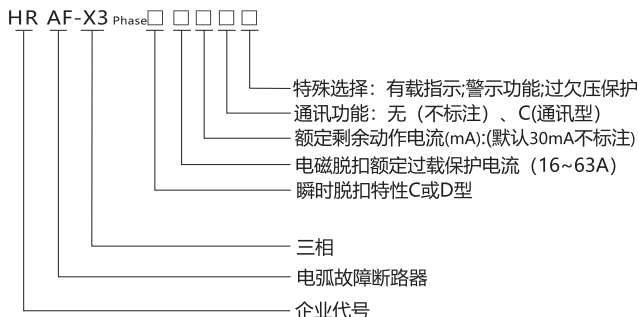 HR AF-X3 Phase□ □ □ □ □
特殊选择：有载指示;警示功能;过欠压保护
通讯功能：无（不标注）、C(通讯型)
额定剩余动作电流(mA):(默认30mA不标注)
电磁脱扣额定过载保护电流（16~63A）
瞬时脱扣特性C或D型
三相
电弧故障断路器
企业代号